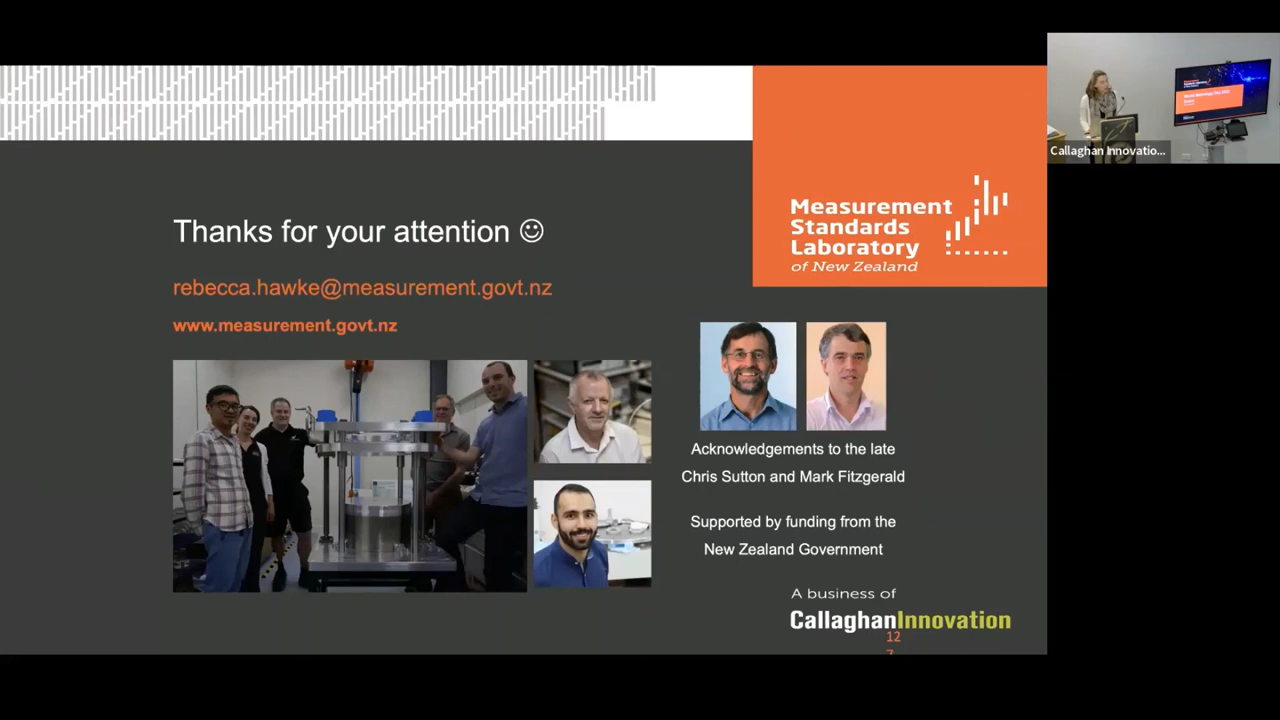 Thanks for your attention ☺
rebecca.hawke@measurement.govt.nz
www.measurement.govt.nz
Measurement
Standards
Laboratory
of New Zealand
Acknowledgements to the late
Chris Sutton and Mark Fitzgerald
Supported by funding from the
New Zealand Government
A business of
CallaghanInnovation
12
7
Callaghan Innovatio...